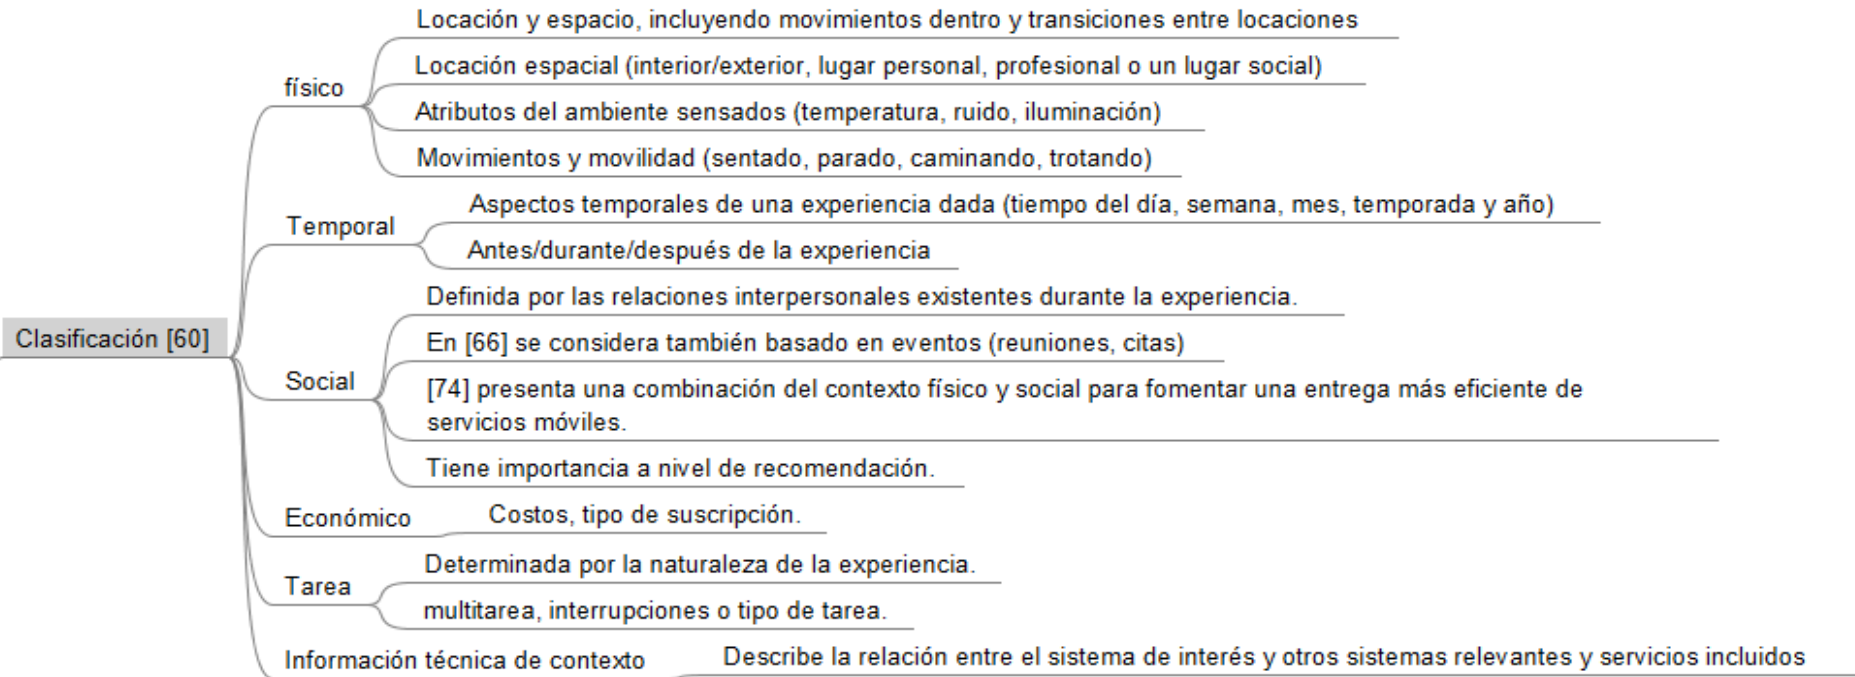 Clasificación [60]
físico
Locación y espacio, incluyendo movimientos dentro y transiciones entre locaciones
Locación espacial (interior/exterior, lugar personal, profesional o un lugar social)
Atributos del ambiente sensados (temperatura, ruido, iluminación)
Movimientos y movilidad (sentado, parado, caminando, trotando)
Temporal
Aspectos temporales de una experiencia dada (tiempo del día, semana, mes, temporada y año)
Antes/durante/después de la experiencia
Social
Definida por las relaciones interpersonales existentes durante la experiencia.
En [66] se considera también basado en eventos (reuniones, citas)
[74] presenta una combinación del contexto físico y social para fomentar una entrega más eficiente de
servicios móviles.
Tiene importancia a nivel de recomendación.
Económico
Costos, tipo de suscripción.
Tarea
Determinada por la naturaleza de la experiencia.
multitarea, interrupciones o tipo de tarea.
Información técnica de contexto
Describe la relación entre el sistema de interés y otros sistemas relevantes y servicios incluidos